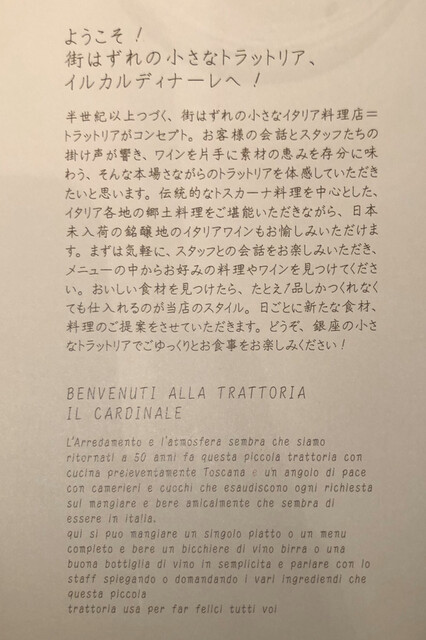 ようこそ！
街はずれの小さなトラットリア、
イルカルディナーレへ！
半世紀以上つづく、街はずれの小さなイタリア料理店＝
トラットリアがコンセプト。お客様の会話とスタッフたちの
掛け声が響き、ワインを片手に素材の恵みを存分に味
わう、そんな本場さながらのトラットリアを体感していただき
たいと思います。伝統的なトスカーナ料理を中心とした、
イタリア各地の郷土料理をご堪能いただきながら、日本
未入荷の銘醸地のイタリアワインもお愉しみいただけま
す。まずは気軽に、スタッフとの会話をお楽しみいただき、
メニューの中からお好みの料理やワインを見つけてくださ
い。おいしい食材を見つけたら、たとえ1品しかつくれなく
ても仕入れるのが当店のスタイル。日ごとに新たな食材、
料理のご提案をさせていただきます。どうぞ、銀座の小さ
なトラットリアでごゆっくりとお食事をお楽しみください！
BENVENUTI ALLA TRATTORIA
IL CARDINALE
L'Arredamento e l'atmosfera sembra che siamo
ritornati a 50 anni fa questa piccola trattoria con
cucina preleventamente Toscana e un angolo di pace
con camerieri e cuochi che esaudiscono ogni richiesta
sul mangiare e bere amicalmente che sembra di
essere in italia.
qui si puo mangiare un singolo piatto o un menu
completo e bere un bicchiere di vino birra o una
buona bottiglia di vino in semplicita e parlare con lo
staff spiegando o domandando i vari ingredienti che
questa piccola
trattoria usa per far felici tutti voi